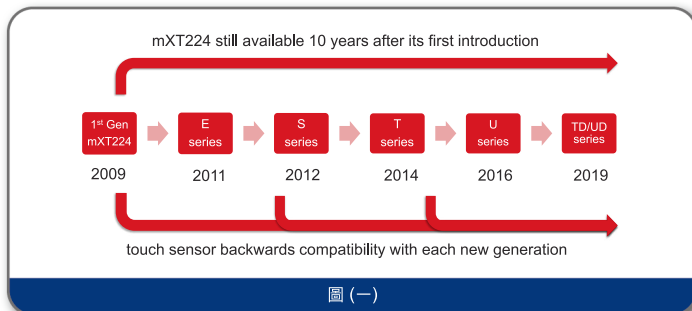 mXT224 still available 10 years after its first introduction
1st Gen
mXT224
E
series
S
series
T
series
U
series
TD/UD
series
2009
2011
2012
2014
2016
2019
touch sensor backwards compatibility with each new generation
圖 (一)